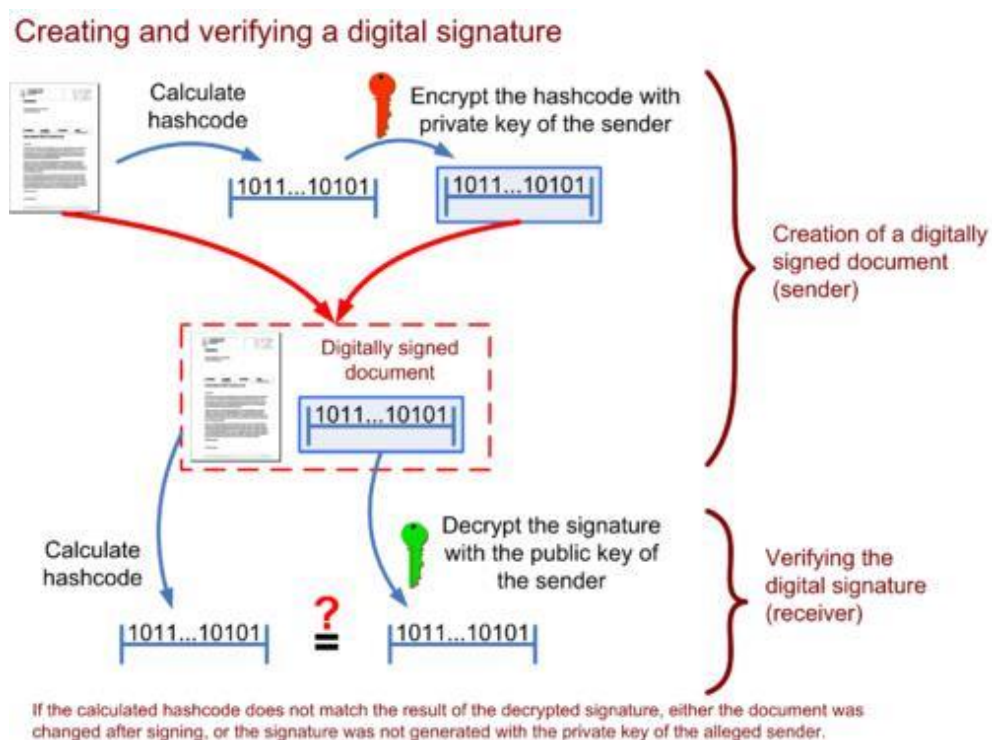 Creating and verifying a digital signature
Calculate
hashcode
Encrypt the hashcode with
private key of the sender
1011...10101
1011...10101
Creation of a digitally
signed document
(sender)
Digitally signed
document
1011...10101
Calculate
hashcode
Decrypt the signature
with the public key of
the sender
Verifying the
digital signature
(receiver)
1011...10101
?
=
1011...10101
If the calculated hashcode does not match the result of the decrypted signature, either the document was
changed after signing, or the signature was not generated with the private key of the alleged sender.